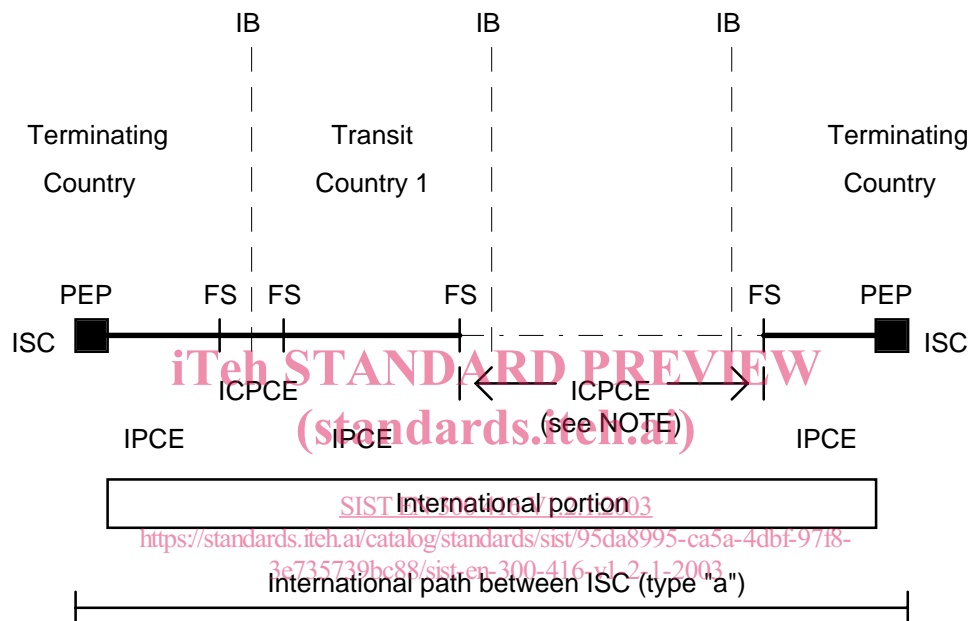 IB IB IB
Terminating Transit Terminating
Country Country 1 Country
PEP FS FS FS FS PEP
ISC ISC
iTeh STANDARD PREVIEW
ICPCE ICPCE
(see NOTE)
(standards.iteh.ai)
IPCE IPCE IPCE
International portion
SIST EN 300 416 V1.2.1:2003
https://standards.iteh.ai/catalog/standards/sist/95da8995-ca5a-4dbf-97f8-
3e735739bc88/sist-en-300-416-v1-2-1-2003
International path between ISC (type "a")